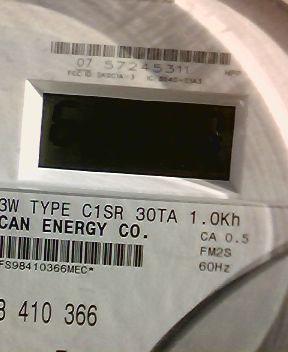 07 57245311
3W TYPE C1SR 30TA 1.0Kh
CAN ENERGY CO.
CA 0.5
FM2S
60Hz
FS98410366MEC*
410 366